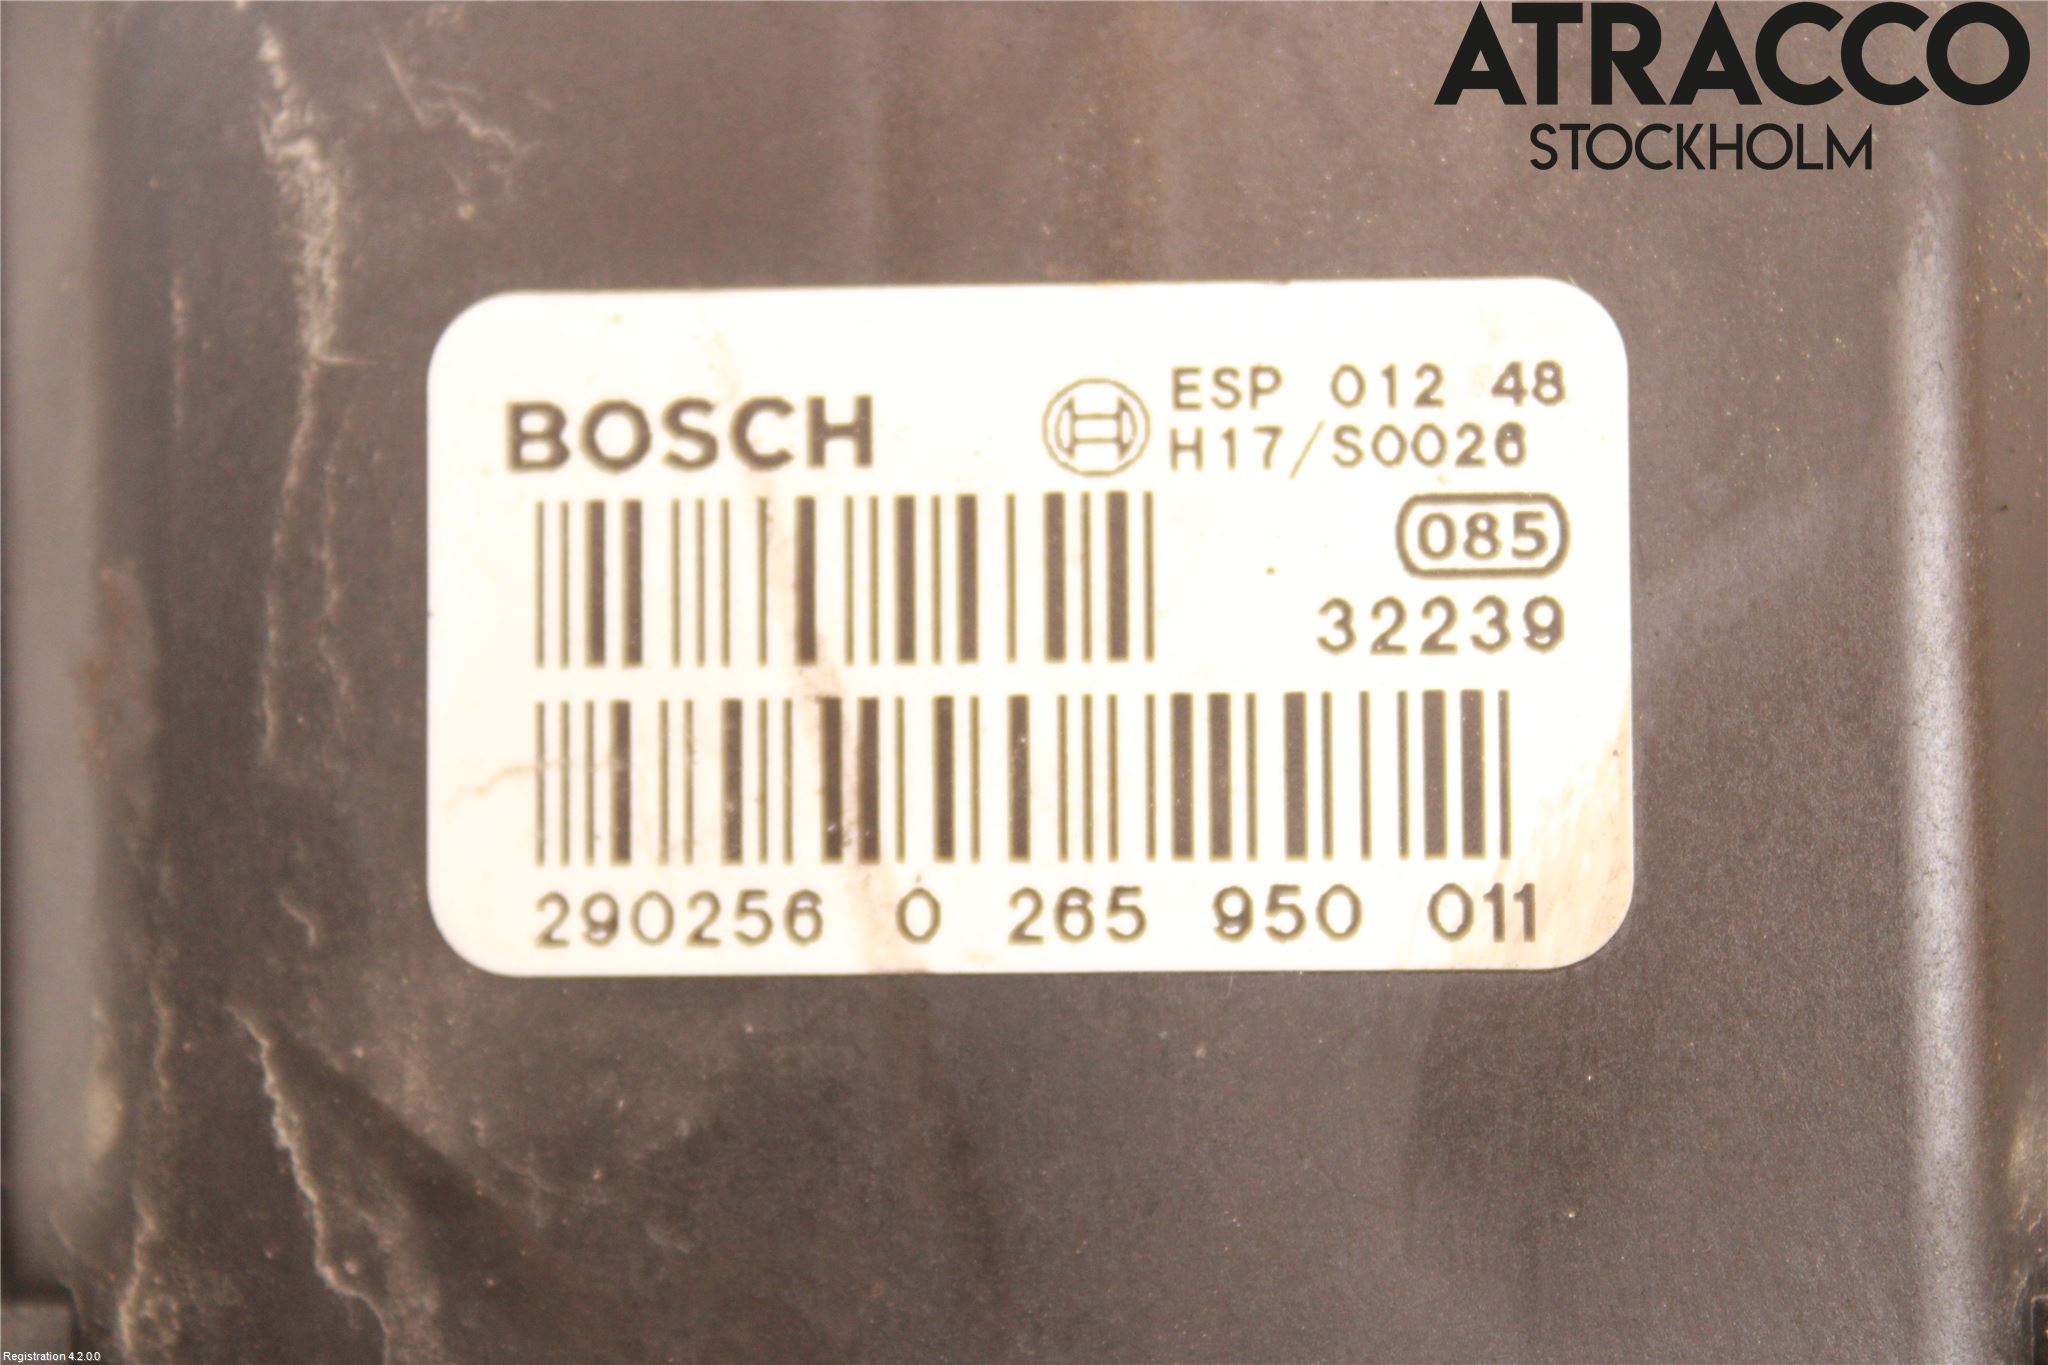 ATRACCO
STOCKHOLM
BOSCH
ESP 012 48
H17/S0026
085
32239
290256 0 265 950 011
Registration 4.2.0.0